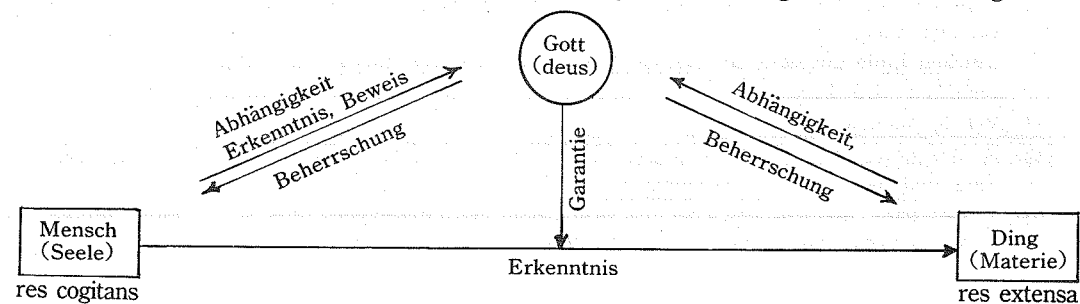 Gott
(deus)
Abhängigkeit
Erkenntnis, Beweis
Beherrschung
Garantie
Abhängigkeit,
Beherrschung
Mensch
(Seele)
res cogitans
Erkenntnis
Ding
(Materie)
res extensa